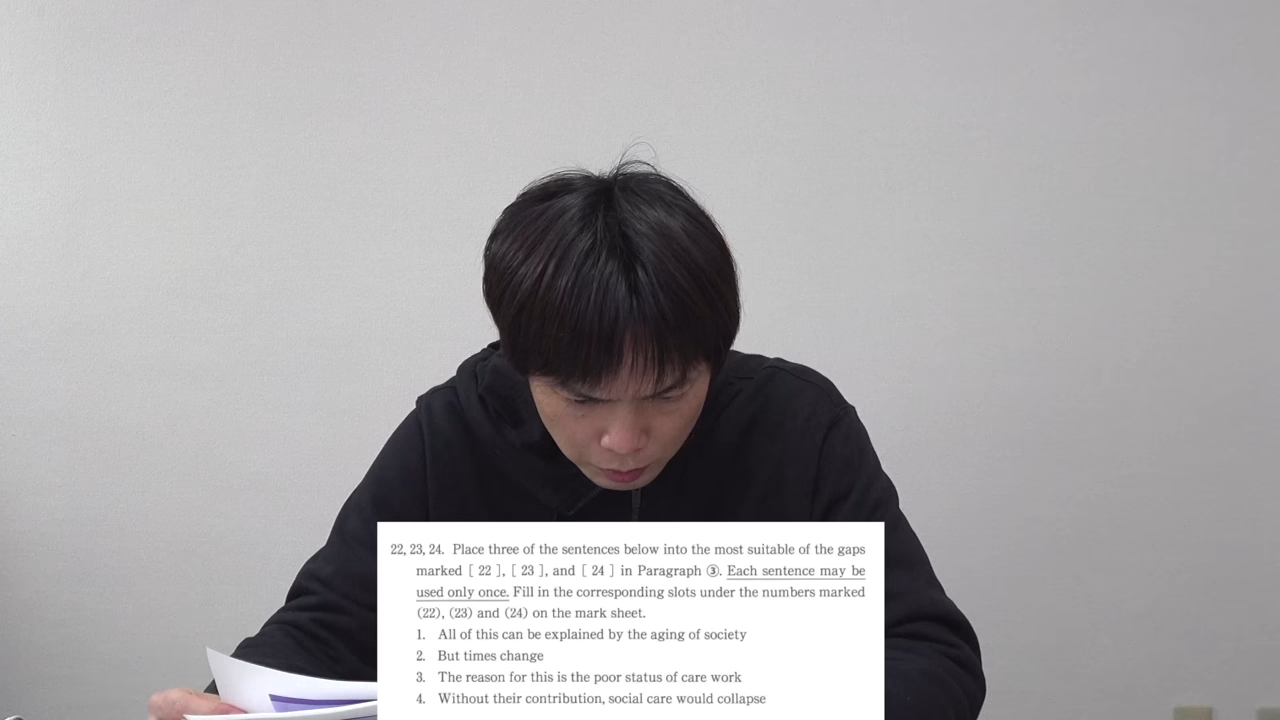 22, 23, 24. Place three of the sentences below into the most suitable of the gaps
marked [ 22 ], [ 23 ], and [ 24 ] in Paragraph ③. Each sentence may be
used only once. Fill in the corresponding slots under the numbers marked
(22), (23) and (24) on the mark sheet.
1. All of this can be explained by the aging of society
2. But times change
3. The reason for this is the poor status of care work
4. Without their contribution, social care would collapse